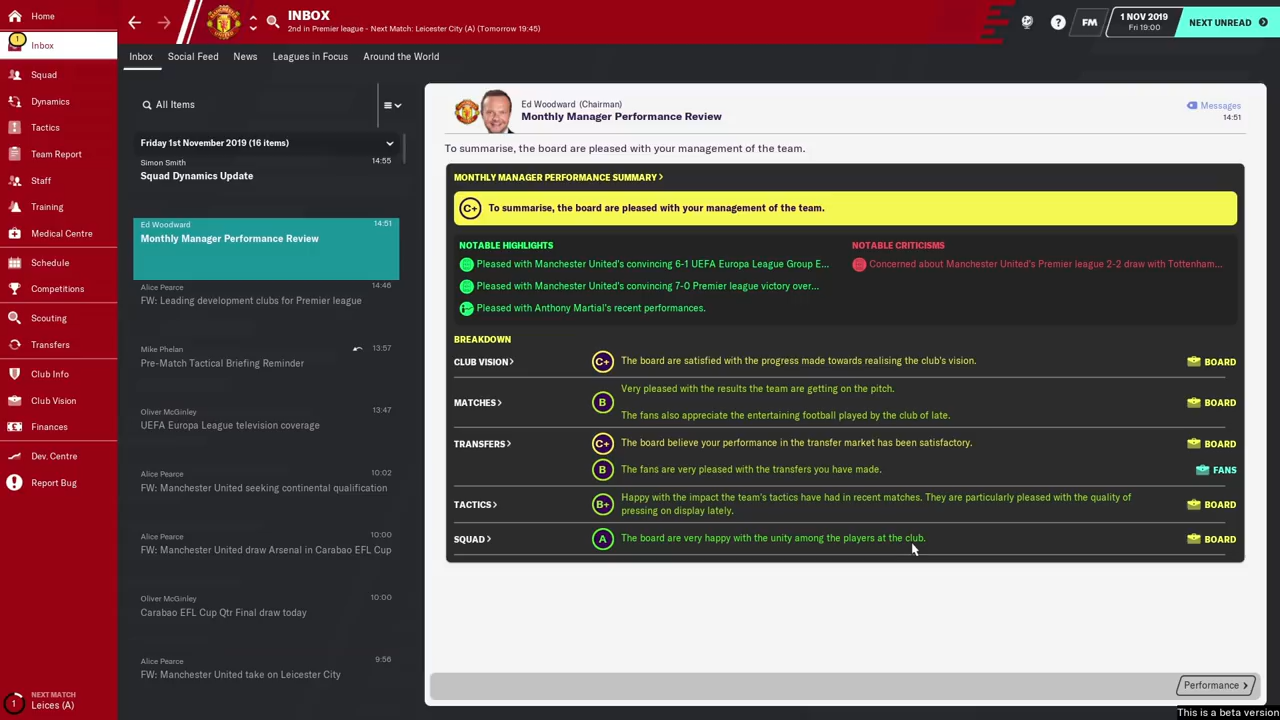 Home
INBOX
2nd in Premier league - Next Match: Leicester City (A) (Tomorrow 19:45)
FM
1 NOV 2019
Fri 19:00
NEXT UNREAD
1
Inbox
Squad
Dynamics
Tactics
Team Report
Staff
Training
Medical Centre
Schedule
Competitions
Scouting
Transfers
Club Info
Club Vision
Finances
Dev. Centre
Report Bug
1
NEXT MATCH
Leices (A)
Inbox Social Feed News Leagues in Focus Around the World
All Items
Friday 1st November 2019 (16 items)
Simon Smith 14:55
Squad Dynamics Update
Ed Woodward 14:51
Monthly Manager Performance Review
Alice Pearce 14:46
FW: Leading development clubs for Premier league
Mike Phelan 13:57
Pre-Match Tactical Briefing Reminder
Oliver McGinley 13:47
UEFA Europa League television coverage
Alice Pearce 10:02
FW: Manchester United seeking continental qualification
Alice Pearce 10:00
FW: Manchester United draw Arsenal in Carabao EFL Cup
Oliver McGinley 10:00
Carabao EFL Cup Qtr Final draw today
Alice Pearce 9:56
FW: Manchester United take on Leicester City
Ed Woodward (Chairman)
Monthly Manager Performance Review
Messages
14:51
To summarise, the board are pleased with your management of the team.
MONTHLY MANAGER PERFORMANCE SUMMARY >
C+ To summarise, the board are pleased with your management of the team.
NOTABLE HIGHLIGHTS
Pleased with Manchester United's convincing 6-1 UEFA Europa League Group E...
Pleased with Manchester United's convincing 7-0 Premier league victory over...
Pleased with Anthony Martial's recent performances.
NOTABLE CRITICISMS
Concerned about Manchester United's Premier league 2-2 draw with Tottenham...
BREAKDOWN
CLUB VISION> C+ The board are satisfied with the progress made towards realising the club's vision. BOARD
MATCHES> B Very pleased with the results the team are getting on the pitch. BOARD
The fans also appreciate the entertaining football played by the club of late.
TRANSFERS> C+ The board believe your performance in the transfer market has been satisfactory. BOARD
B The fans are very pleased with the transfers you have made. FANS
TACTICS> B+ Happy with the impact the team's tactics have had in recent matches. They are particularly pleased with the quality of BOARD
pressing on display lately.
SQUAD> A The board are very happy with the unity among the players at the club. BOARD
Performance >
This is a beta version